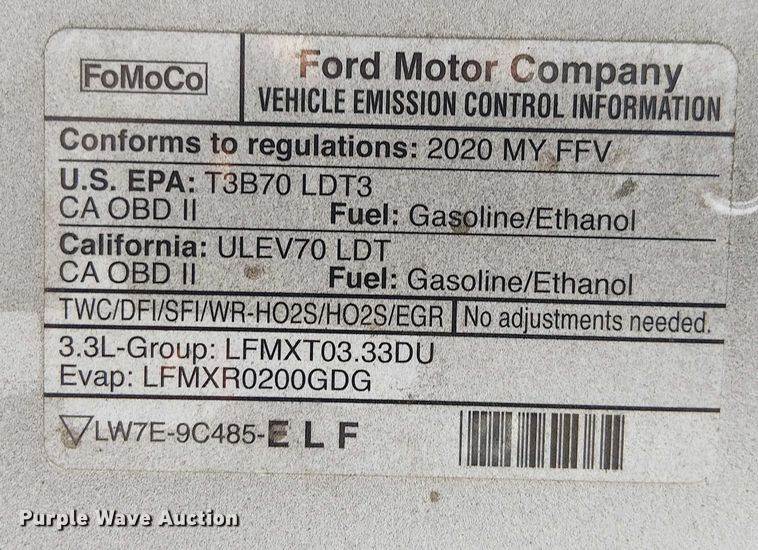 FoMoCo
Ford Motor Company
VEHICLE EMISSION CONTROL INFORMATION
Conforms to regulations: 2020 MY FFV
U.S. EPA: T3B70 LDT3
CA OBD II Fuel: Gasoline/Ethanol
California: ULEV70 LDT
CA OBD II Fuel: Gasoline/Ethanol
TWC/DFI/SFI/WR-HO2S/HO2S/EGR No adjustments needed.
3.3L-Group: LFMXT03.33DU
Evap: LFMXR0200GDG
LW7E-9C485-ELF
Purple Wave Auction